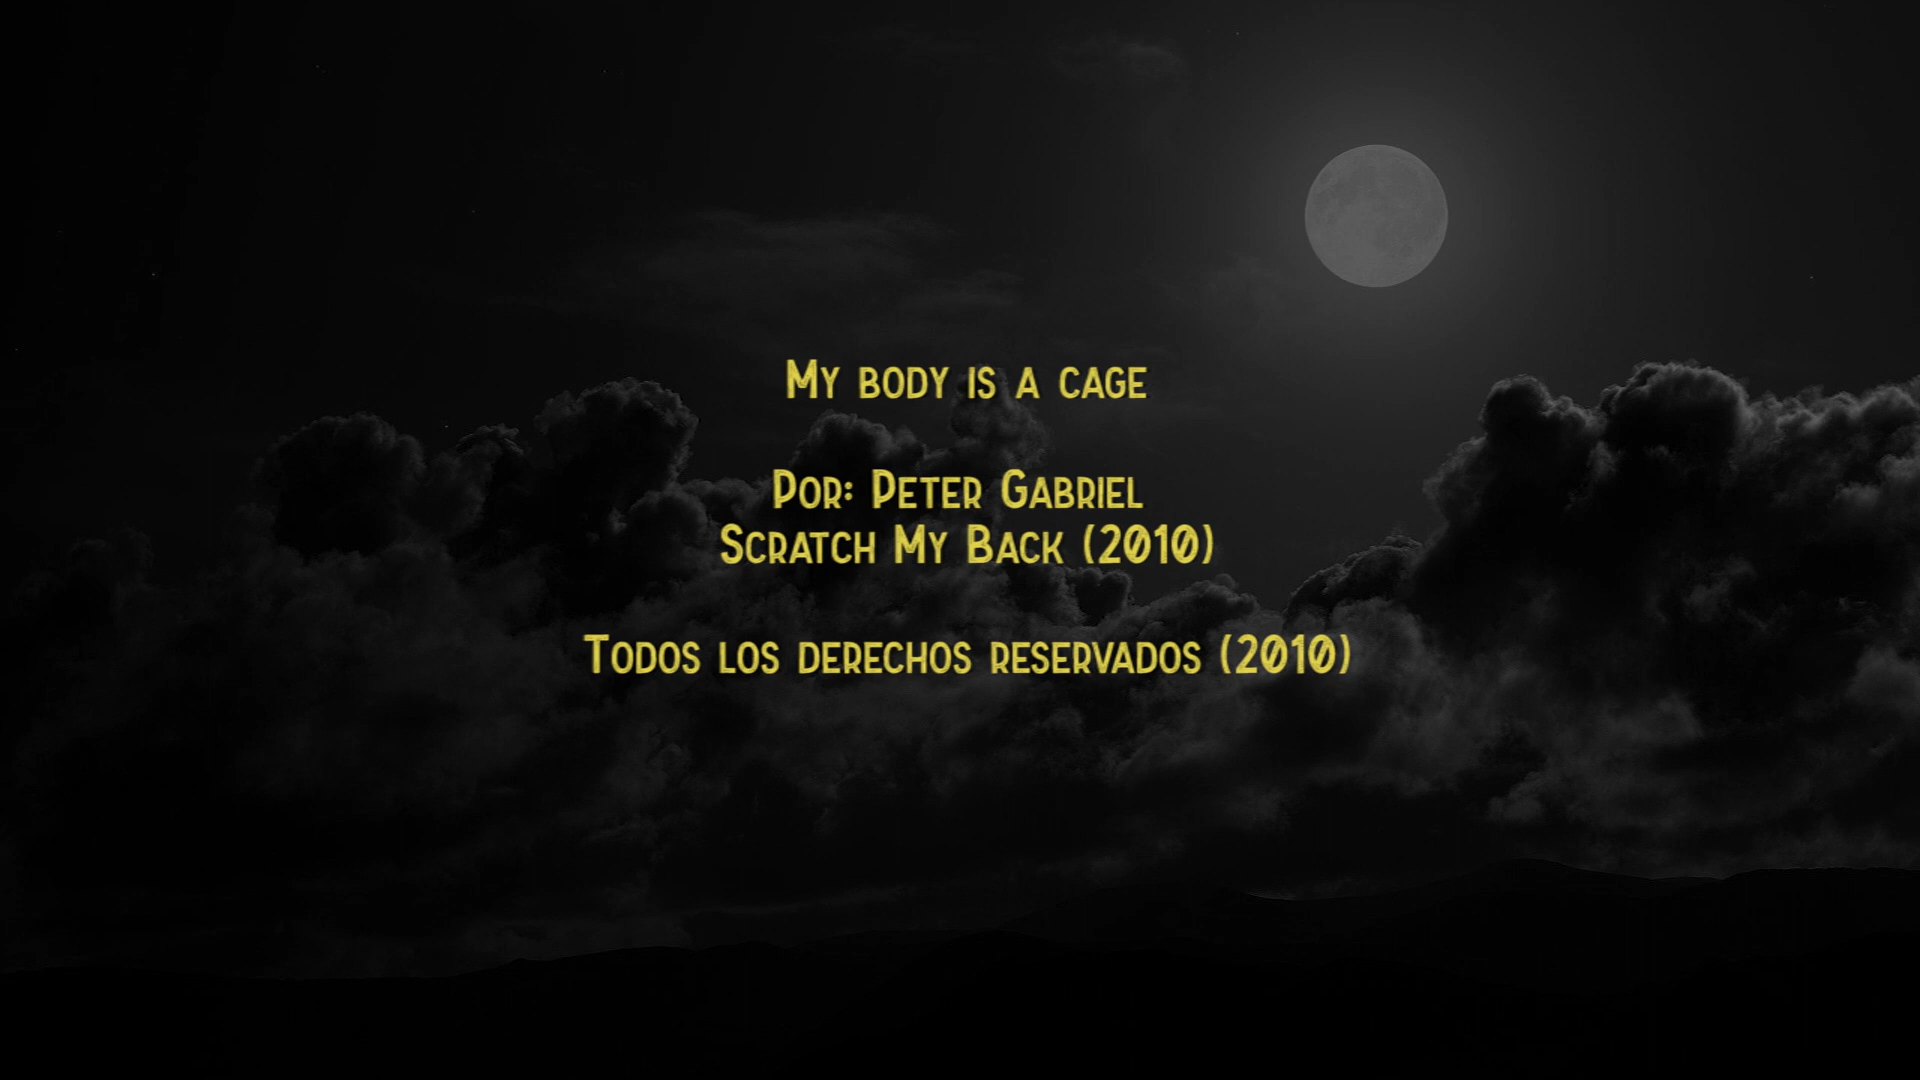 My body is a cage
Por: Peter Gabriel
Scratch My Back (2010)
Todos los derechos reservados (2010)